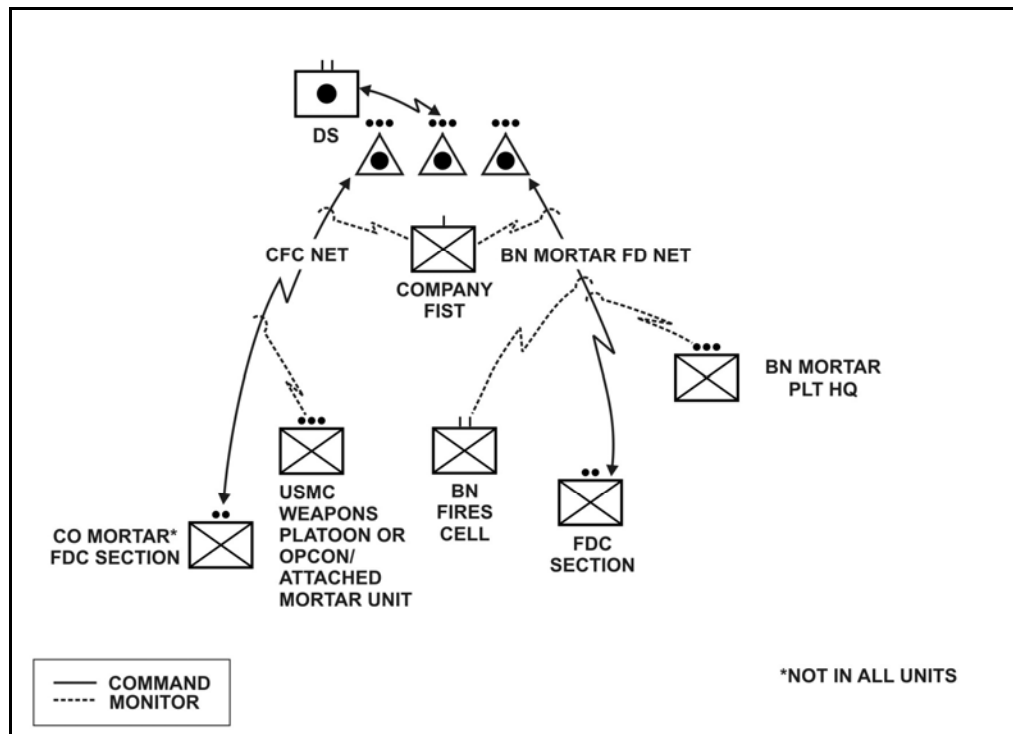 DS
CFC NET
COMPANY
FIST
BN MORTAR FD NET
BN MORTAR
PLT HQ
USMC
WEAPONS
PLATOON OR
OPCON/
ATTACHED
MORTAR UNIT
BN
FIRES
CELL
CO MORTAR*
FDC SECTION
FDC
SECTION
COMMAND
MONITOR
*NOT IN ALL UNITS